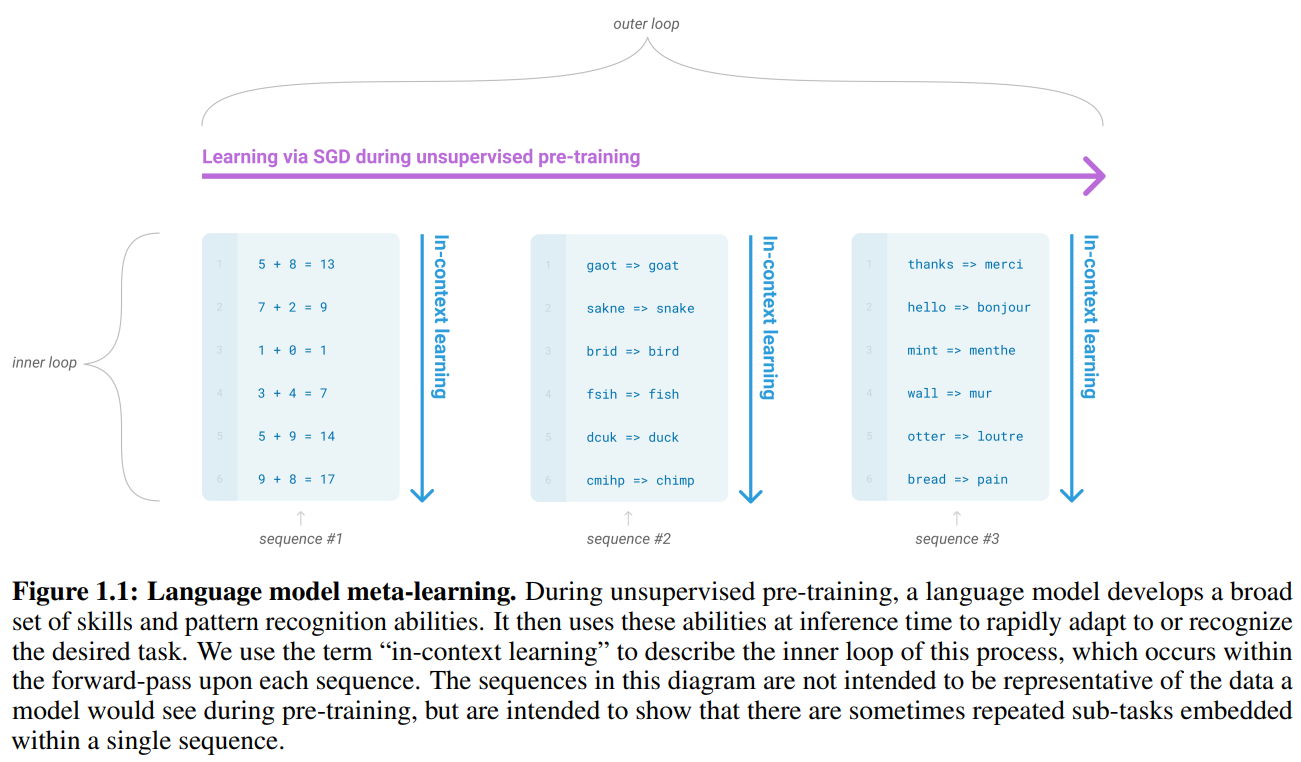 outer loop
Learning via SGD during unsupervised pre-training
inner loop
1 5 + 8 = 13
2 7 + 2 = 9
3 1 + 0 = 1
4 3 + 4 = 7
5 5 + 9 = 14
6 9 + 8 = 17
In-context learning
sequence #1
1 gaot => goat
2 sakne => snake
3 brid => bird
4 fsih => fish
5 dcuk => duck
6 cmihp => chimp
In-context learning
sequence #2
1 thanks => merci
2 hello => bonjour
3 mint => menthe
4 wall => mur
5 otter => loutre
6 bread => pain
In-context learning
sequence #3
Figure 1.1: Language model meta-learning. During unsupervised pre-training, a language model develops a broad
set of skills and pattern recognition abilities. It then uses these abilities at inference time to rapidly adapt to or recognize
the desired task. We use the term “in-context learning” to describe the inner loop of this process, which occurs within
the forward-pass upon each sequence. The sequences in this diagram are not intended to be representative of the data a
model would see during pre-training, but are intended to show that there are sometimes repeated sub-tasks embedded
within a single sequence.